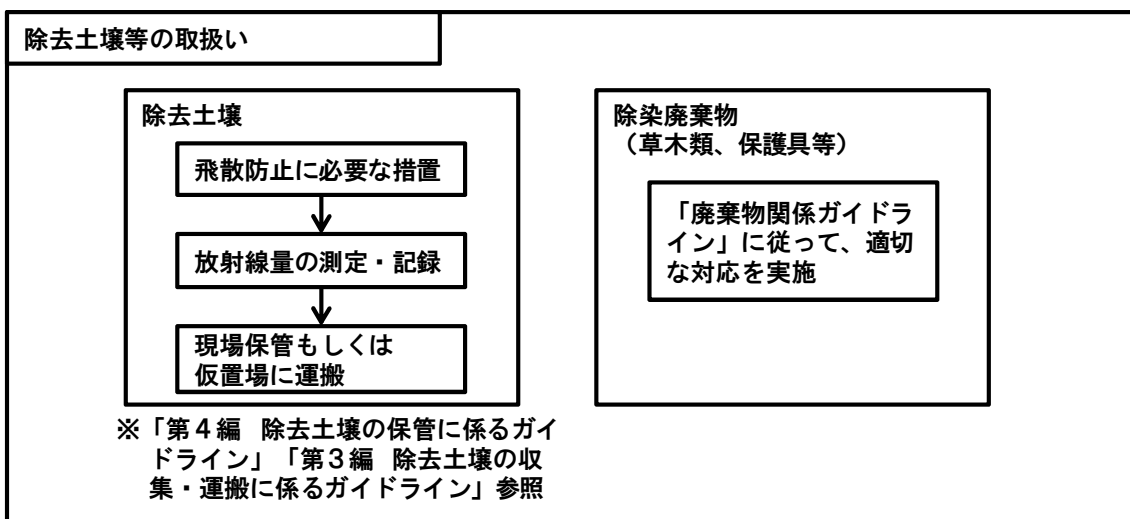 除去土壌等の取扱い
除去土壌
飛散防止に必要な措置
放射線量の測定・記録
現場保管もしくは
仮置場に運搬
※「第４編 除去土壌の保管に係るガイ
ドライン」「第３編 除去土壌の収
集・運搬に係るガイドライン」参照
除染廃棄物
（草木類、保護具等）
「廃棄物関係ガイドラ
イン」に従って、適切
な対応を実施